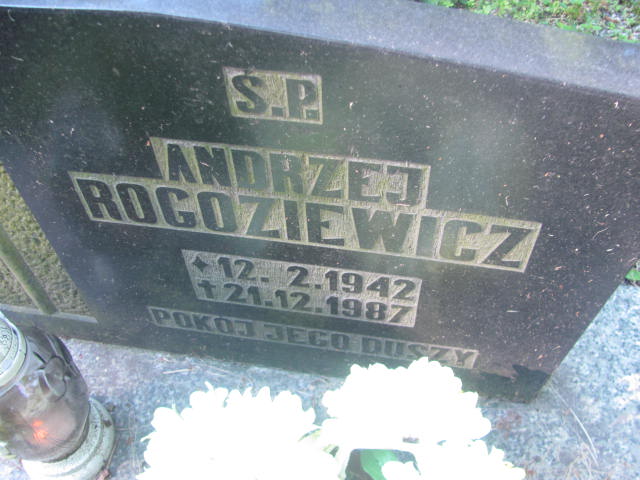 Ś.P.
ANDRZEJ
ROGOZIEWICZ
✦ 12. 2.1942
† 21.12.1987
POKÓJ JEGO DUSZY